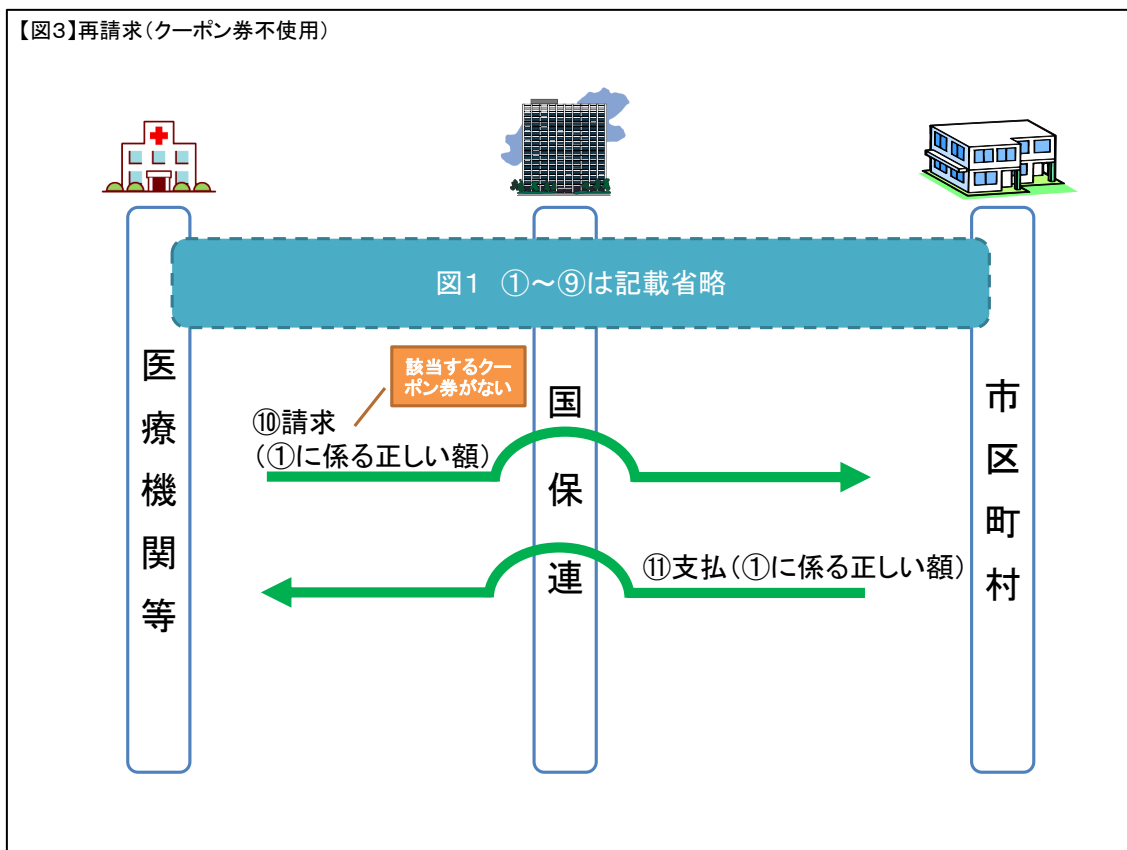 【図3】再請求(クーポン券不使用)
図1 ①~⑨は記載省略
該当するクー
ポン券がない
⑩請求
(①に係る正しい額)
⑪支払(①に係る正しい額)
医療機関等
国保連
市区町村